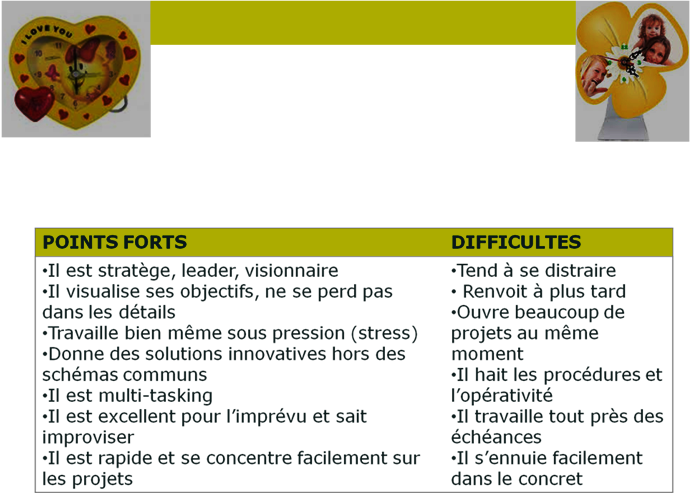 I LOVE YOU
POINTS FORTS
•Il est stratège, leader, visionnaire
•Il visualise ses objectifs, ne se perd pas
dans les détails
•Travaille bien même sous pression (stress)
•Donne des solutions innovatives hors des
schémas communs
•Il est multi-tasking
•Il est excellent pour l’imprévu et sait
improviser
•Il est rapide et se concentre facilement sur
les projets
DIFFICULTES
•Tend à se distraire
• Renvoit à plus tard
•Ouvre beaucoup de
projets au même
moment
•Il hait les procédures et
l’opérativité
•Il travaille tout près des
échéances
•Il s’ennuie facilement
dans le concret